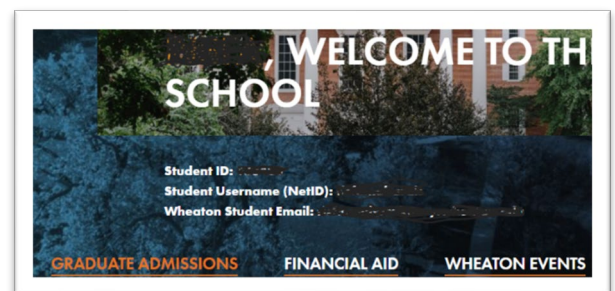 , WELCOME TO TH
SCHOOL
Student ID:
Student Username (NetID):
Wheaton Student Email:
GRADUATE ADMISSIONS FINANCIAL AID WHEATON EVENTS